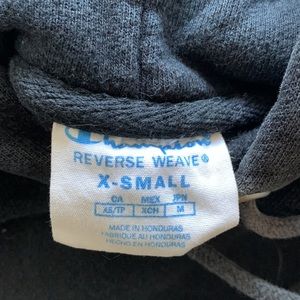 Champion
REVERSE WEAVE®
X-SMALL
CA MEX JPN
XS/TP XCH M
MADE IN HONDURAS
FABRIQUÉ AU HONDURAS
HECHO EN HONDURAS